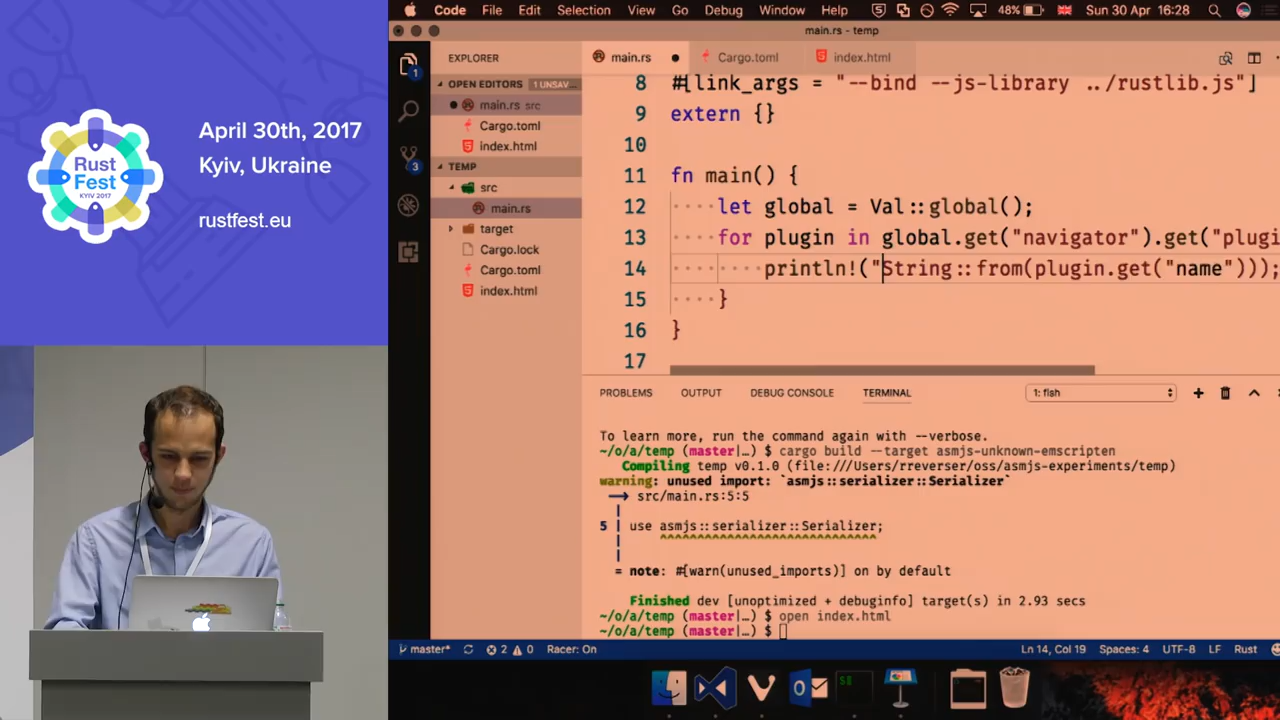 April 30th, 2017
Kyiv, Ukraine
rustfest.eu
Rust
Fest
KYIV 2017
Code File Edit Selection View Go Debug Window Help 48% Sun 30 Apr 16:28
main.rs - temp
EXPLORER
OPEN EDITORS 1 UNSAV...
main.rs src
Cargo.toml
index.html
TEMP
src
main.rs
target
Cargo.lock
Cargo.toml
index.html
1
3
main.rs Cargo.toml index.html
8 #[link_args = "--bind --js-library ../rustlib.js"]
9 extern {}
10
11 fn main() {
12 let global = Val::global();
13 for plugin in global.get("navigator").get("plugi
14 println!("String::from(plugin.get("name")));
15 }
16 }
17
PROBLEMS OUTPUT DEBUG CONSOLE TERMINAL 1: fish
To learn more, run the command again with --verbose.
~/o/a/temp (master|…) $ cargo build --target asmjs-unknown-emscripten
Compiling temp v0.1.0 (file:///Users/rreverser/oss/asmjs-experiments/temp)
warning: unused import: `asmjs::serializer::Serializer`
--> src/main.rs:5:5
|
5 | use asmjs::serializer::Serializer;
| ^^^^^^^^^^^^^^^^^^^^^^^^^^^^^
|
= note: #[warn(unused_imports)] on by default
Finished dev [unoptimized + debuginfo] target(s) in 2.93 secs
~/o/a/temp (master|…) $ open index.html
~/o/a/temp (master|…) $
master* 2 0 Racer: On Ln 14, Col 19 Spaces: 4 UTF-8 LF Rust